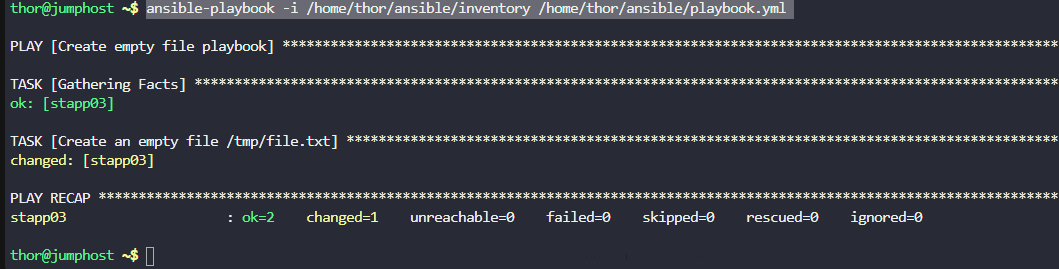 thor@jumphost ~$ ansible-playbook -i /home/thor/ansible/inventory /home/thor/ansible/playbook.yml
PLAY [Create empty file playbook] **************************************************************************************************
TASK [Gathering Facts] *************************************************************************************************************
ok: [stapp03]
TASK [Create an empty file /tmp/file.txt] ******************************************************************************************
changed: [stapp03]
PLAY RECAP *************************************************************************************************************************
stapp03                    : ok=2    changed=1    unreachable=0    failed=0    skipped=0    rescued=0    ignored=0
thor@jumphost ~$